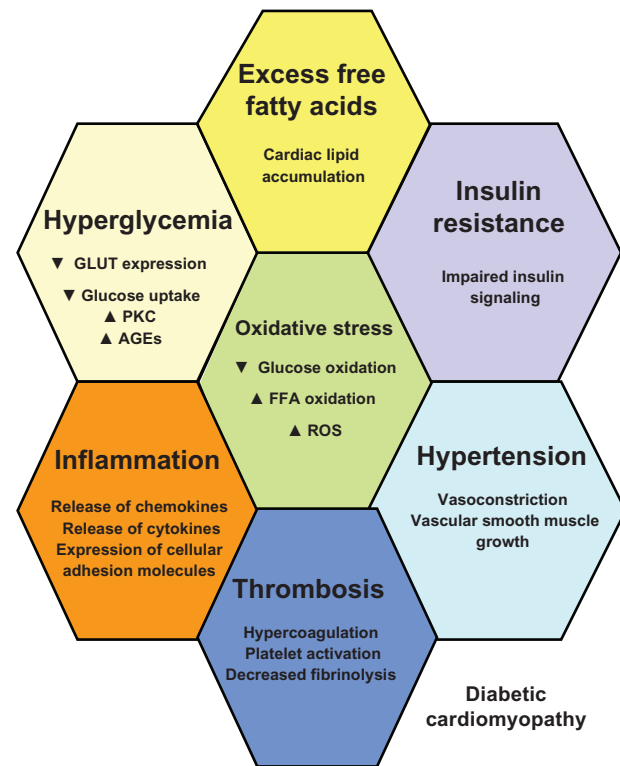 Excess free
fatty acids
Cardiac lipid
accumulation
Hyperglycemia
▼ GLUT expression
▼ Glucose uptake
▲ PKC
▲ AGEs
Insulin
resistance
Impaired insulin
signaling
Oxidative stress
▼ Glucose oxidation
▲ FFA oxidation
▲ ROS
Inflammation
Release of chemokines
Release of cytokines
Expression of cellular
adhesion molecules
Hypertension
Vasoconstriction
Vascular smooth muscle
growth
Thrombosis
Hypercoagulation
Platelet activation
Decreased fibrinolysis
Diabetic
cardiomyopathy